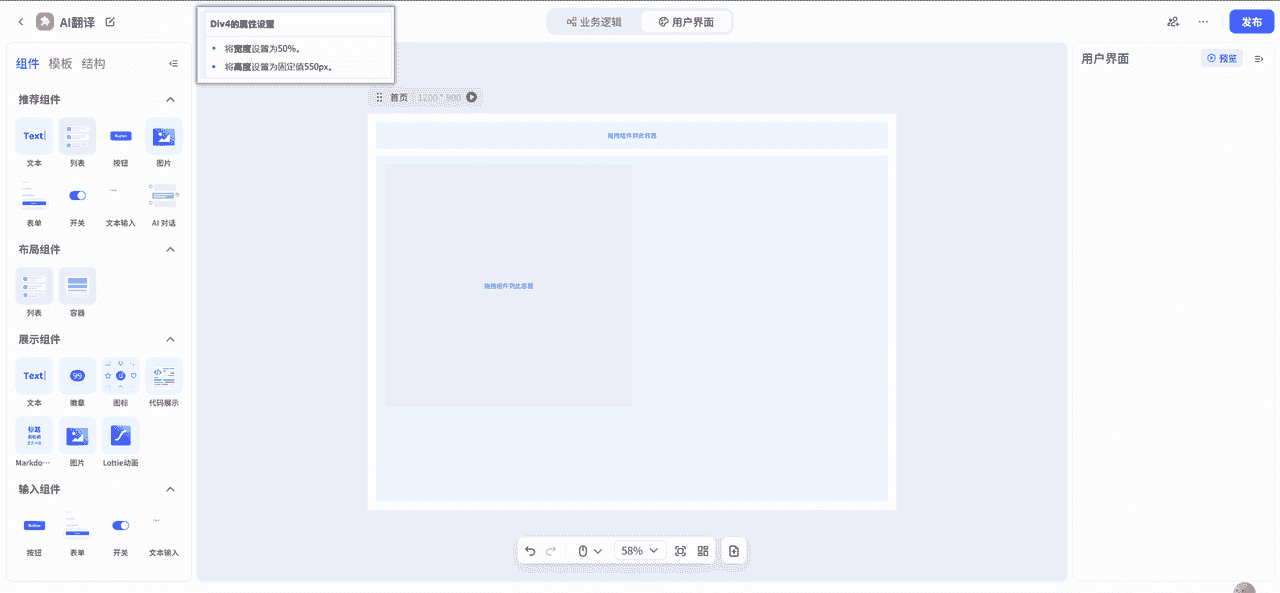 AI翻译
Div4的属性设置
将宽度设置为50%。
将高度设置为固定值550px。
业务逻辑
用户界面
发布
组件 模板 结构
推荐组件
Text
文本 列表 按钮 图片
表单 开关 文本输入 AI 对话
布局组件
列表 容器
展示组件
Text 99
文本 徽章 图标 代码展示
标题
Markdo··· 图片 Lottie动画
输入组件
Button
按钮 表单 开关 文本输入
首页 1200 * 900
拖拽组件到此容器
拖拽组件到此容器
58%
用户界面
预览